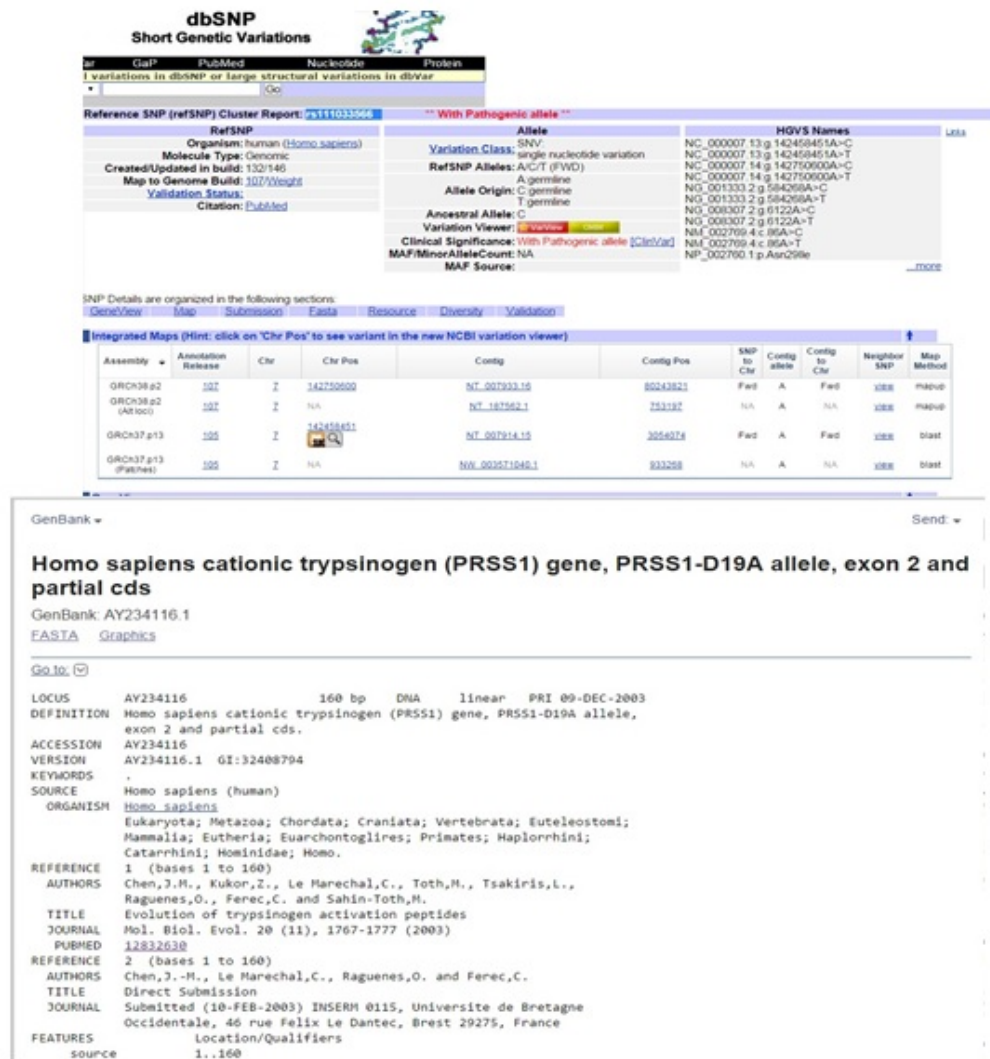 dbSNP
Short Genetic Variations
ar GaP PubMed Nucleotide Protein
l variations in dbSNP or large structural variations in dbVar
Go
Reference SNP (refSNP) Cluster Report: rs111033566 ** With Pathogenic allele **
RefSNP
Organism: human (Homo sapiens)
Molecule Type: Genomic
Created/Updated in build: 132/146
Map to Genome Build: 107/Weight
Validation Status:
Citation: PubMed
Allele
Variation Class: SNV:
single nucleotide variation
RefSNP Alleles: A/C/T (FWD)
A:germline
Allele Origin: C:germline
T:germline
Ancestral Allele: C
Variation Viewer: VarView
Clinical Significance: With Pathogenic allele [ClinVar]
MAF/MinorAlleleCount: NA
MAF Source:
HGVS Names
NC_000007.13:g.142458451A>C
NC_000007.13:g.142458451A>T
NC_000007.14:g.142750600A>C
NC_000007.14:g.142750600A>T
NG_001333.2:g.584268A>C
NG_001333.2:g.584268A>T
NG_008307.2:g.6122A>C
NG_008307.2:g.6122A>T
NM_002769.4:c.86A>C
NM_002769.4:c.86A>T
NP_002760.1:p.Asn29Ile
...more
Links
SNP Details are organized in the following sections:
GeneView Map Submission Fasta Resource Diversity Validation
Integrated Maps (Hint: click on 'Chr Pos' to see variant in the new NCBI variation viewer)
Assembly Annotation Release Chr Chr Pos Contig Contig Pos SNP to Chr Contig allele Contig to Chr Neighbor SNP Map Method
GRCh38.p2 107 7 142750600 NT_007933.16 80243821 Fwd A Fwd view mapup
GRCh38.p2 (Alt loci) 107 7 NA NT_187562.1 753197 NA A NA view mapup
GRCh37.p13 105 7 142458451 NT_007914.15 3054074 Fwd A Fwd view blast
GRCh37.p13 (Patches) 105 7 NA NW_003571040.1 933268 NA A NA view blast
GenBank Send:
Homo sapiens cationic trypsinogen (PRSS1) gene, PRSS1-D19A allele, exon 2 and
partial cds
GenBank: AY234116.1
FASTA Graphics
Go to:
LOCUS AY234116 160 bp DNA linear PRI 09-DEC-2003
DEFINITION Homo sapiens cationic trypsinogen (PRSS1) gene, PRSS1-D19A allele,
exon 2 and partial cds.
ACCESSION AY234116
VERSION AY234116.1 GI:32408794
KEYWORDS .
SOURCE Homo sapiens (human)
ORGANISM Homo sapiens
Eukaryota; Metazoa; Chordata; Craniata; Vertebrata; Euteleostomi;
Mammalia; Eutheria; Euarchontoglires; Primates; Haplorrhini;
Catarrhini; Hominidae; Homo.
REFERENCE 1 (bases 1 to 160)
AUTHORS Chen,J.M., Kukor,Z., Le Marechal,C., Toth,M., Tsakiris,L.,
Raguenes,O., Ferec,C. and Sahin-Toth,M.
TITLE Evolution of trypsinogen activation peptides
JOURNAL Mol. Biol. Evol. 20 (11), 1767-1777 (2003)
PUBMED 12832630
REFERENCE 2 (bases 1 to 160)
AUTHORS Chen,J.-M., Le Marechal,C., Raguenes,O. and Ferec,C.
TITLE Direct Submission
JOURNAL Submitted (10-FEB-2003) INSERM 0115, Universite de Bretagne
Occidentale, 46 rue Felix Le Dantec, Brest 29275, France
FEATURES Location/Qualifiers
source 1..160